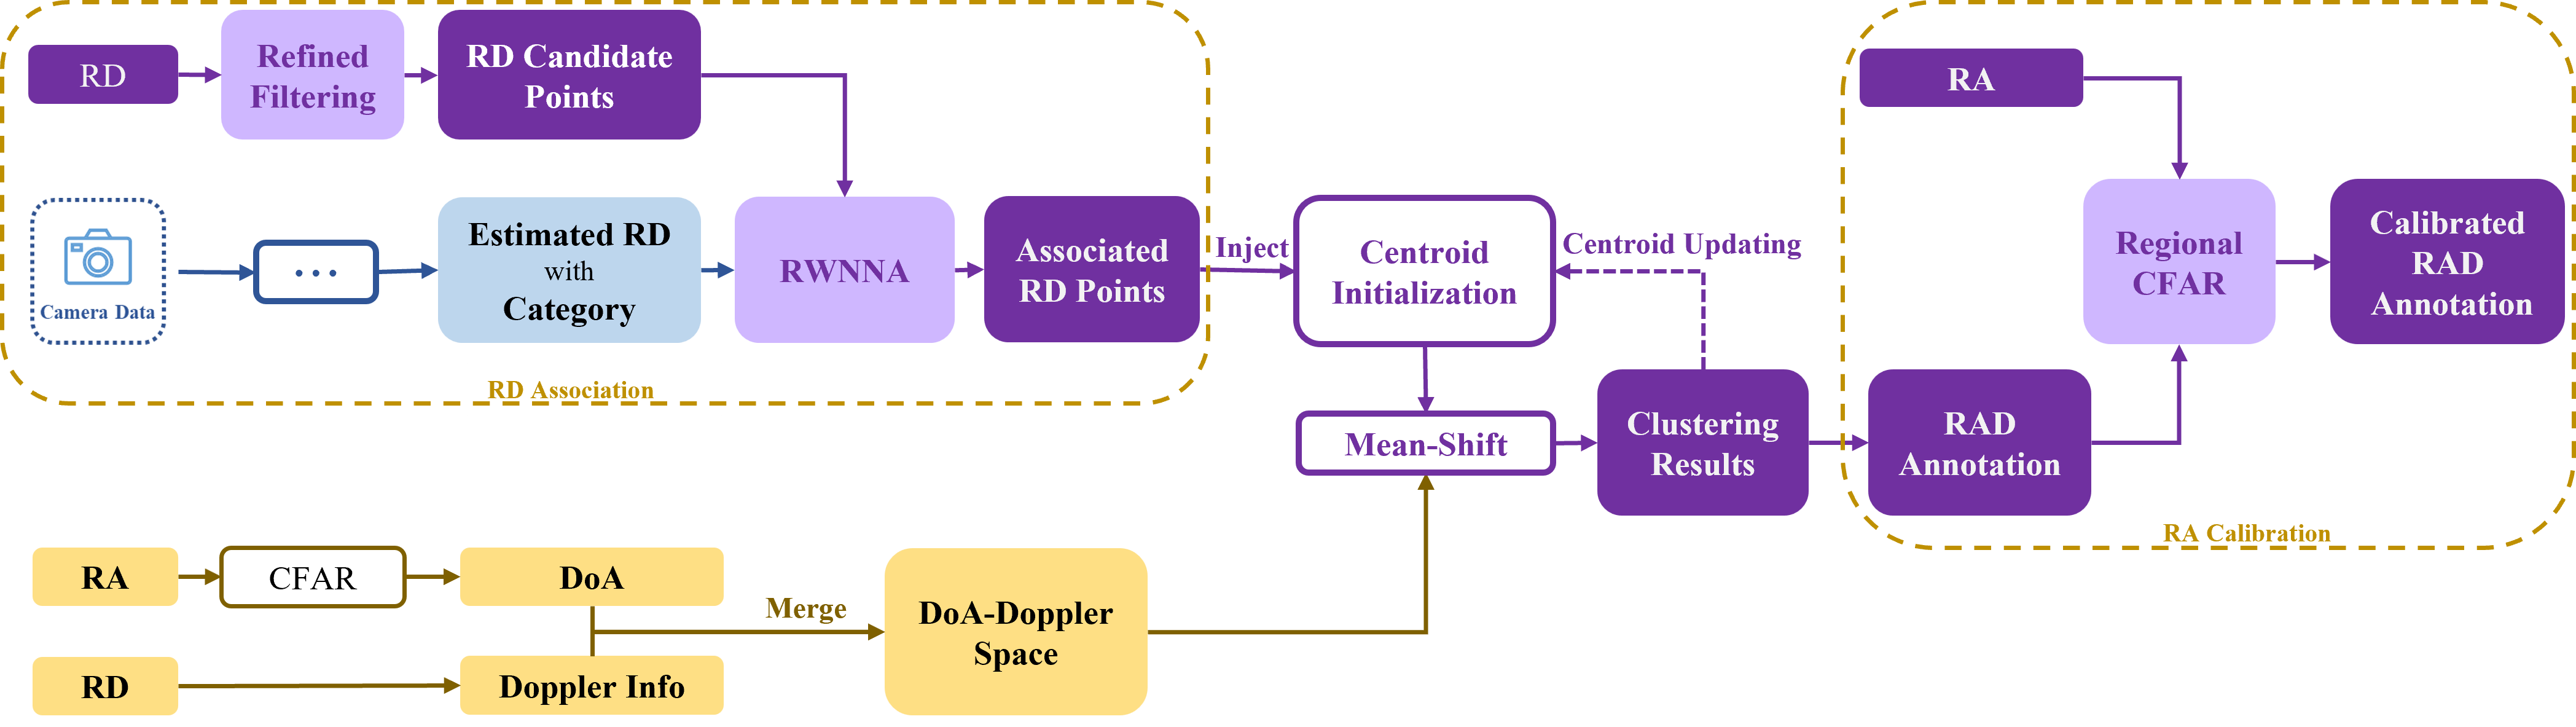 RD
Refined
Filtering
RD Candidate
Points
Camera Data
...
Estimated RD
with
Category
RWNNA
Associated
RD Points
RD Association
Inject
Centroid
Initialization
Centroid Updating
Mean-Shift
Clustering
Results
RA
Regional
CFAR
Calibrated
RAD
Annotation
RAD
Annotation
RA Calibration
RA
CFAR
DoA
Merge
DoA-Doppler
Space
RD
Doppler Info